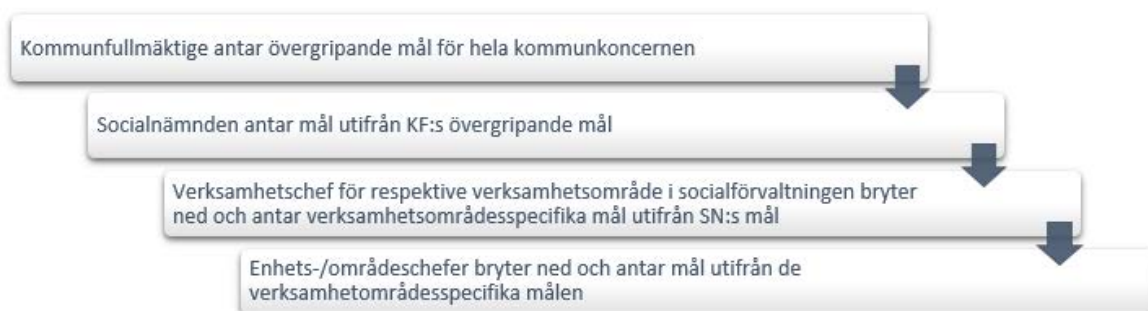 Kommunfullmäktige antar övergripande mål för hela kommunkoncernen
Socialnämnden antar mål utifrån KF:s övergripande mål
Verksamhetschef för respektive verksamhetsområde i socialförvaltningen bryter
ned och antar verksamhetsområdesspecifika mål utifrån SN:s mål
Enhets-/områdeschefer bryter ned och antar mål utifrån de
verksamhetområdesspecifika målen